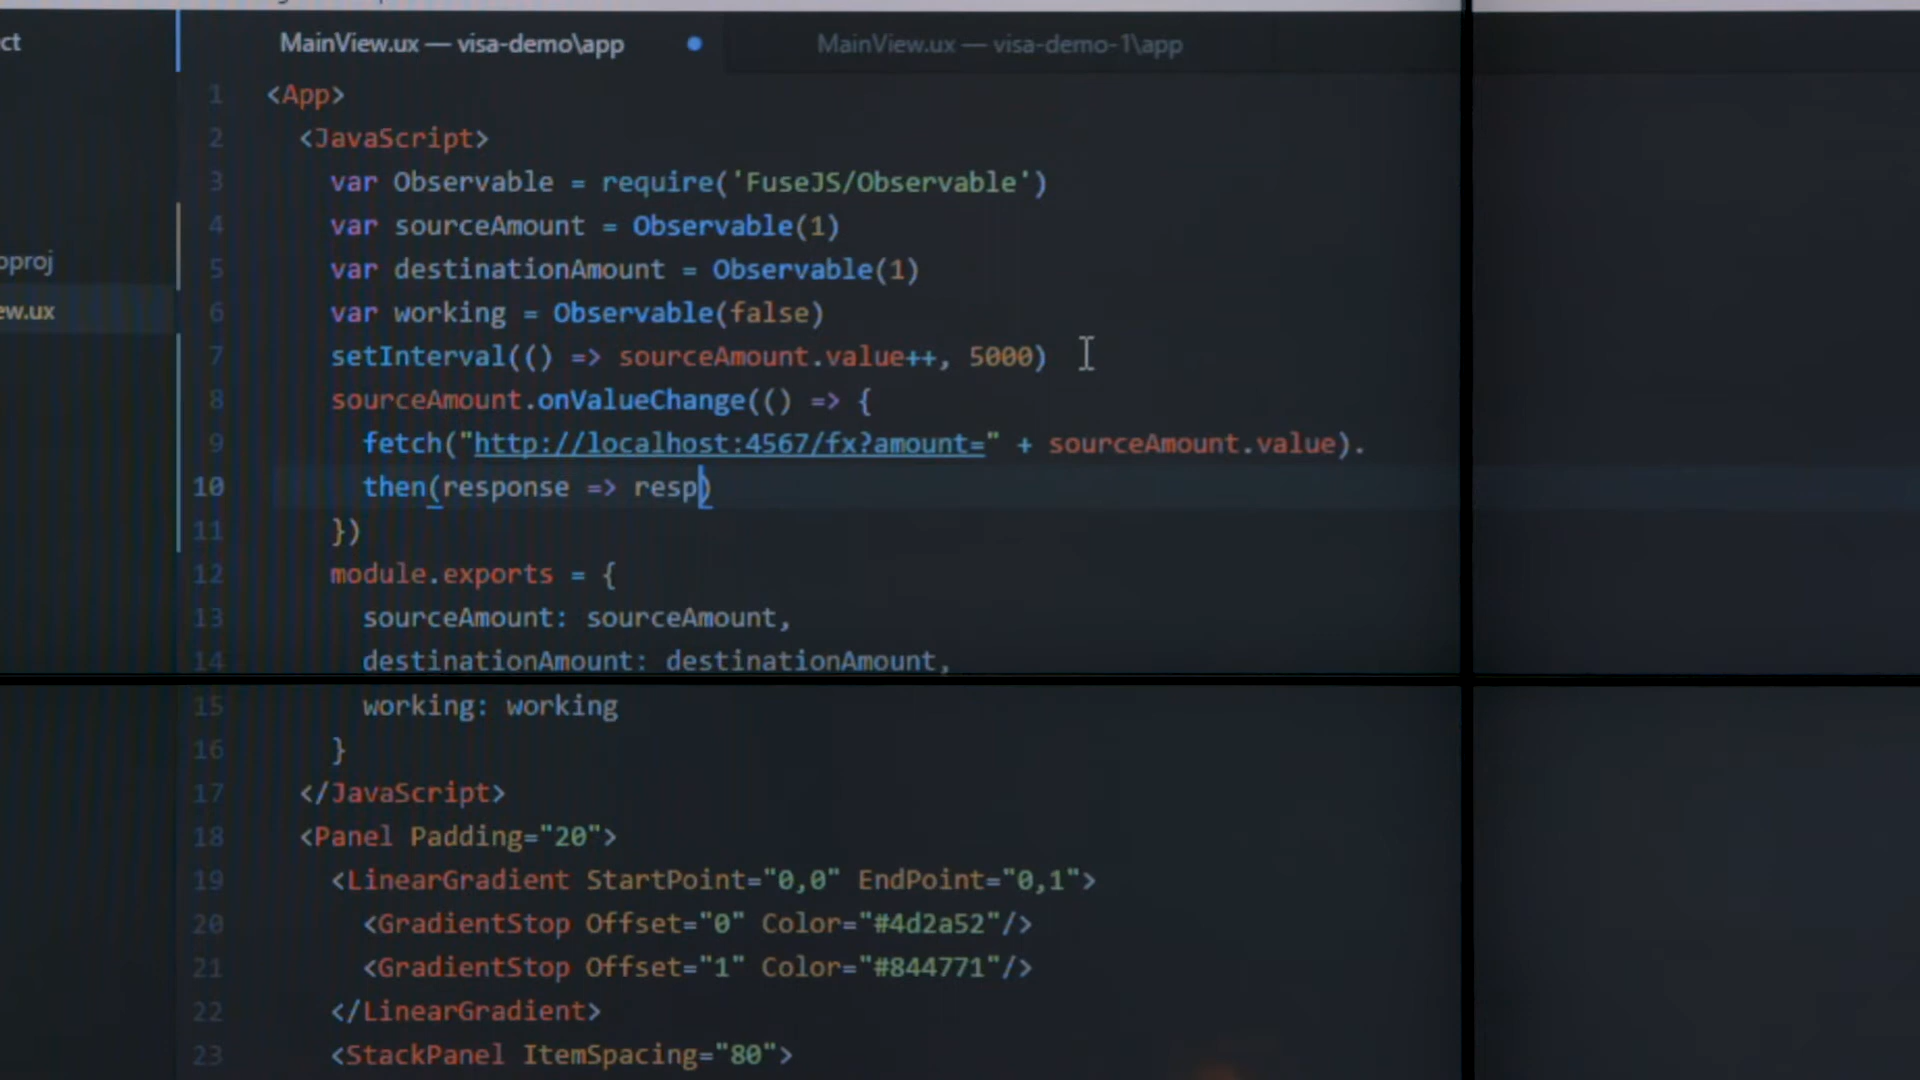 ct
MainView.ux — visa-demo\app
MainView.ux — visa-demo-1\app
oproj
ew.ux
1 <App>
2 <JavaScript>
3 var Observable = require('FuseJS/Observable')
4 var sourceAmount = Observable(1)
5 var destinationAmount = Observable(1)
6 var working = Observable(false)
7 setInterval(() => sourceAmount.value++, 5000)
8 sourceAmount.onValueChange(() => {
9 fetch("http://localhost:4567/fx?amount=" + sourceAmount.value).
10 then(response => resp)
11 })
12 module.exports = {
13 sourceAmount: sourceAmount,
14 destinationAmount: destinationAmount,
15 working: working
16 }
17 </JavaScript>
18 <Panel Padding="20">
19 <LinearGradient StartPoint="0,0" EndPoint="0,1">
20 <GradientStop Offset="0" Color="#4d2a52"/>
21 <GradientStop Offset="1" Color="#844771"/>
22 </LinearGradient>
23 <StackPanel ItemSpacing="80">